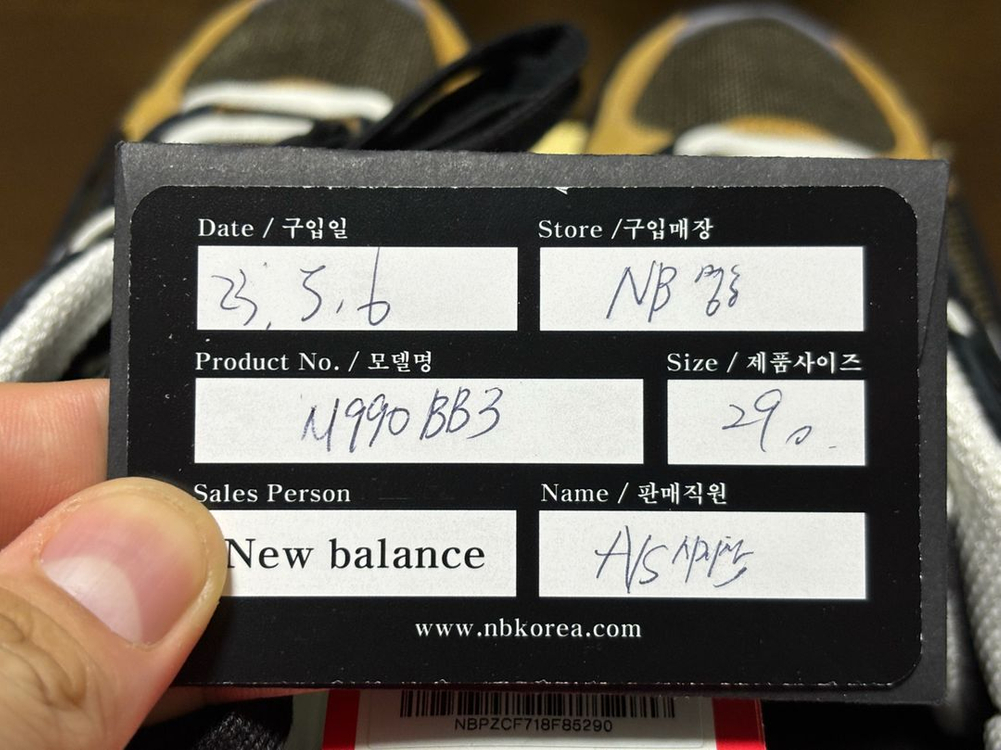 Date / 구입일
Store /구입매장
23. 5. 6
NB 명동
Product No. / 모델명
Size / 제품사이즈
M990BB3
290.
Sales Person
Name / 판매직원
New balance
A/S
www.nbkorea.com
NBPZCF718F85290